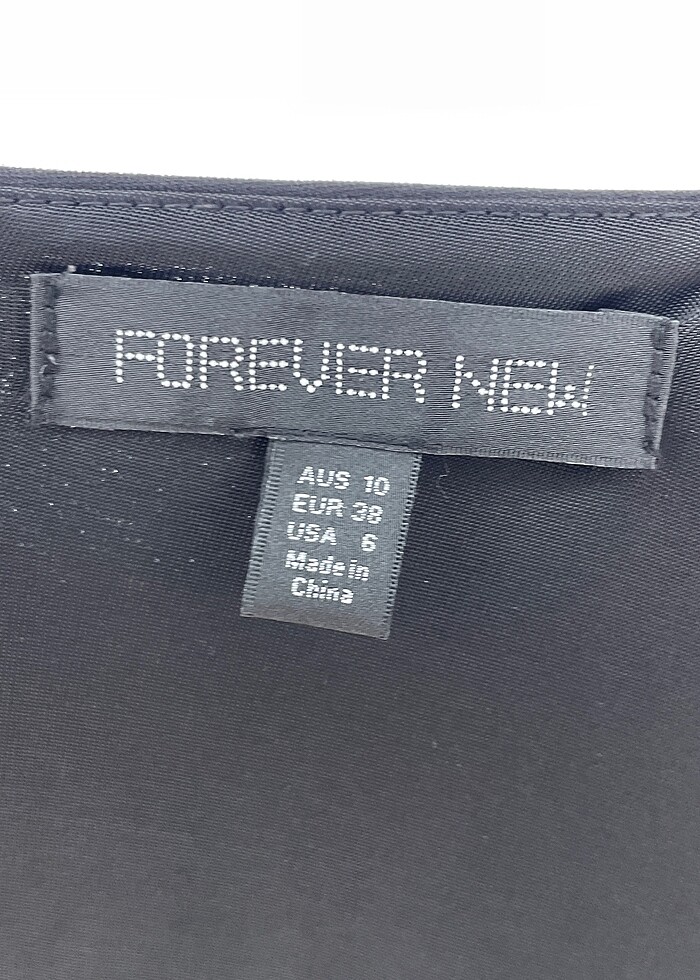 FOREVER NEW
AUS 10
EUR 38
USA 6
Made in
China